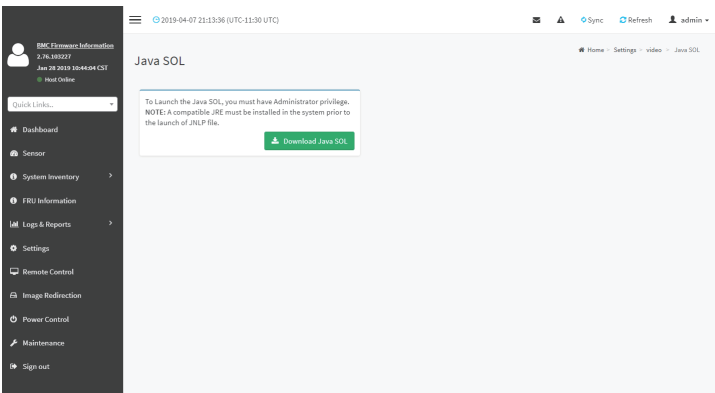 BMC Firmware Information
2.76.103227
Jan 28 2019 10:44:04 CST
Host Online
Quick Links..
Dashboard
Sensor
System Inventory
FRU Information
Logs & Reports
Settings
Remote Control
Image Redirection
Power Control
Maintenance
Sign out
2019-04-07 21:13:36 (UTC-11:30 UTC)
Sync
Refresh
admin
Java SOL
Home > Settings > video > Java SOL
To Launch the Java SOL, you must have Administrator privilege.
NOTE: A compatible JRE must be installed in the system prior to
the launch of JNLP file.
Download Java SOL